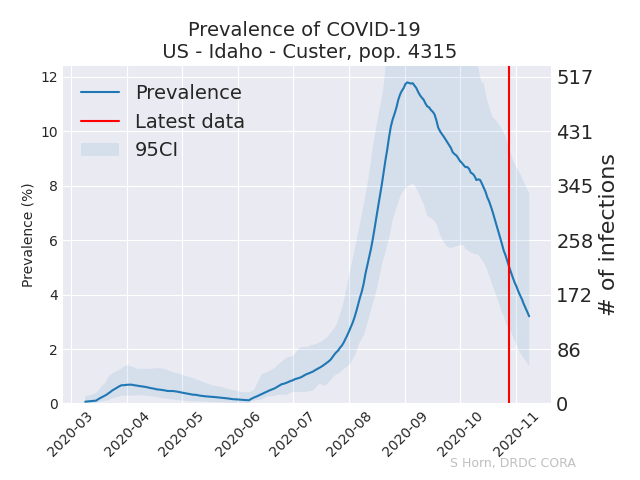 Prevalence of COVID-19
US - Idaho - Custer, pop. 4315
Prevalence
Latest data
95CI
Prevalence (%)
12
10
8
6
4
2
0
517
431
345
258
172
86
0
# of infections
2020-03
2020-04
2020-05
2020-06
2020-07
2020-08
2020-09
2020-10
2020-11
S Horn, DRDC CORA